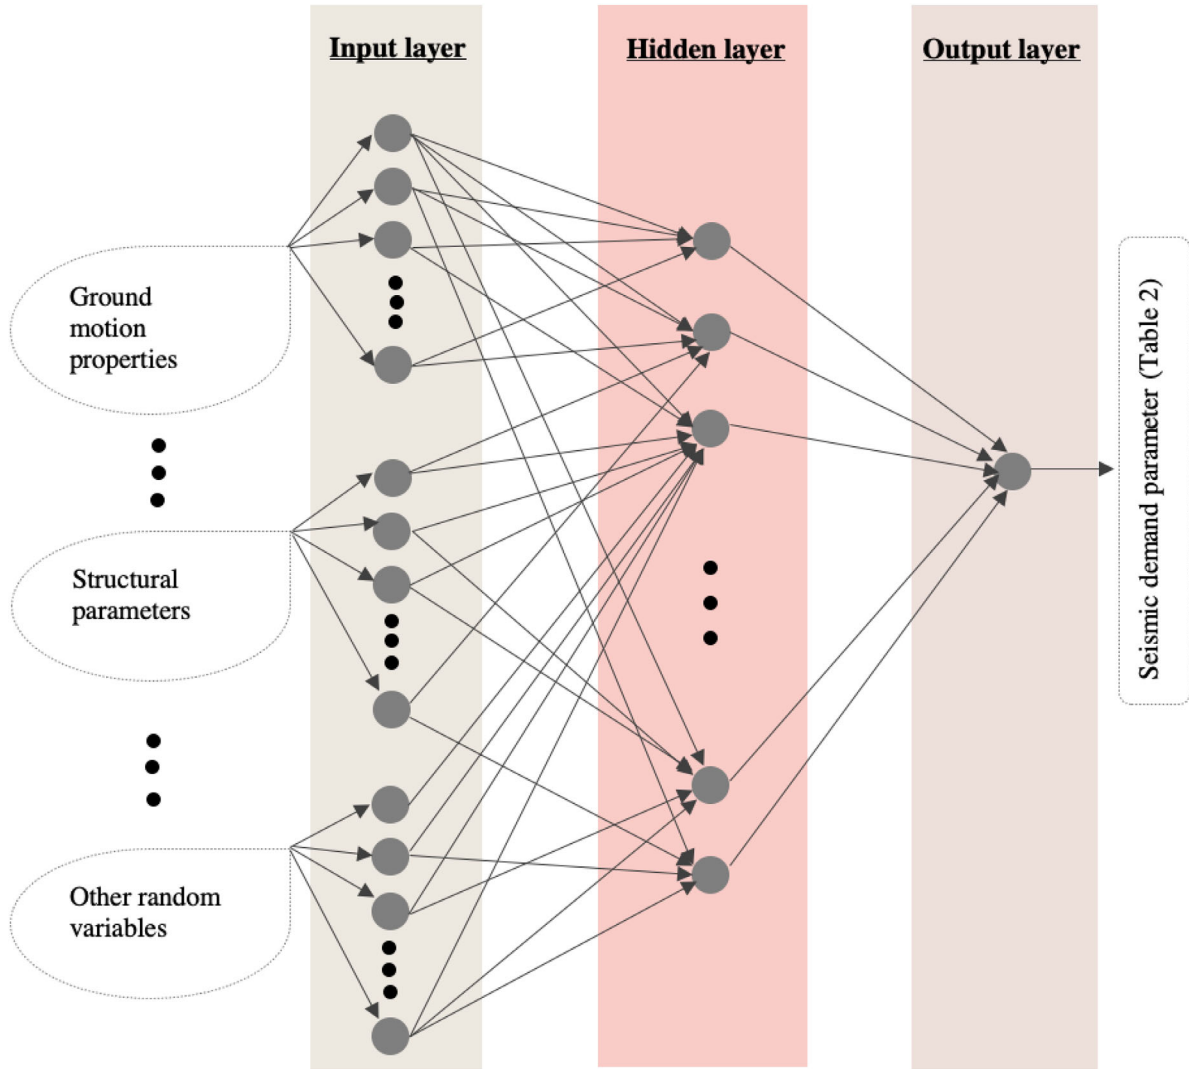 Input layer
Hidden layer
Output layer
Ground
motion
properties
Structural
parameters
Other random
variables
Seismic demand parameter (Table 2)